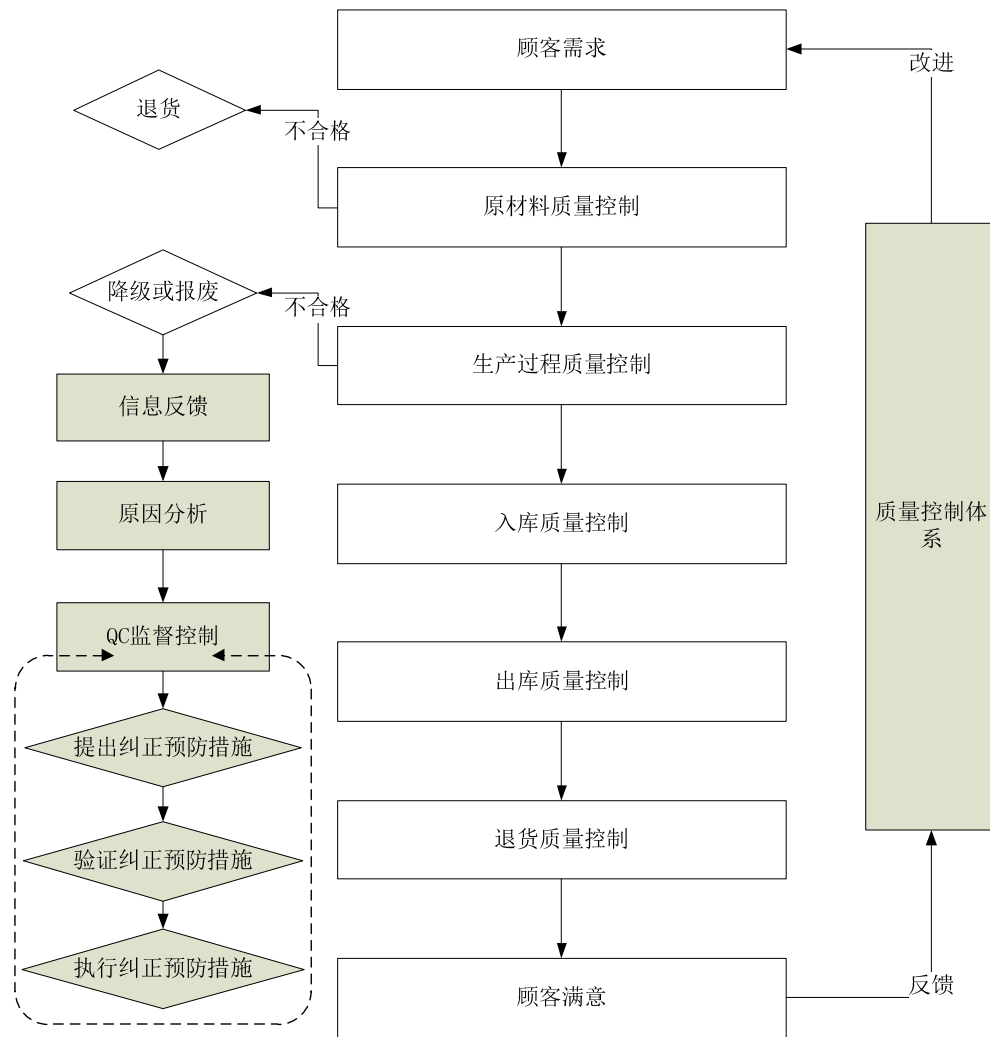 顾客需求
改进
退货
不合格
原材料质量控制
降级或报废
不合格
生产过程质量控制
信息反馈
原因分析
入库质量控制
质量控制体
系
QC监督控制
出库质量控制
提出纠正预防措施
退货质量控制
验证纠正预防措施
执行纠正预防措施
顾客满意
反馈